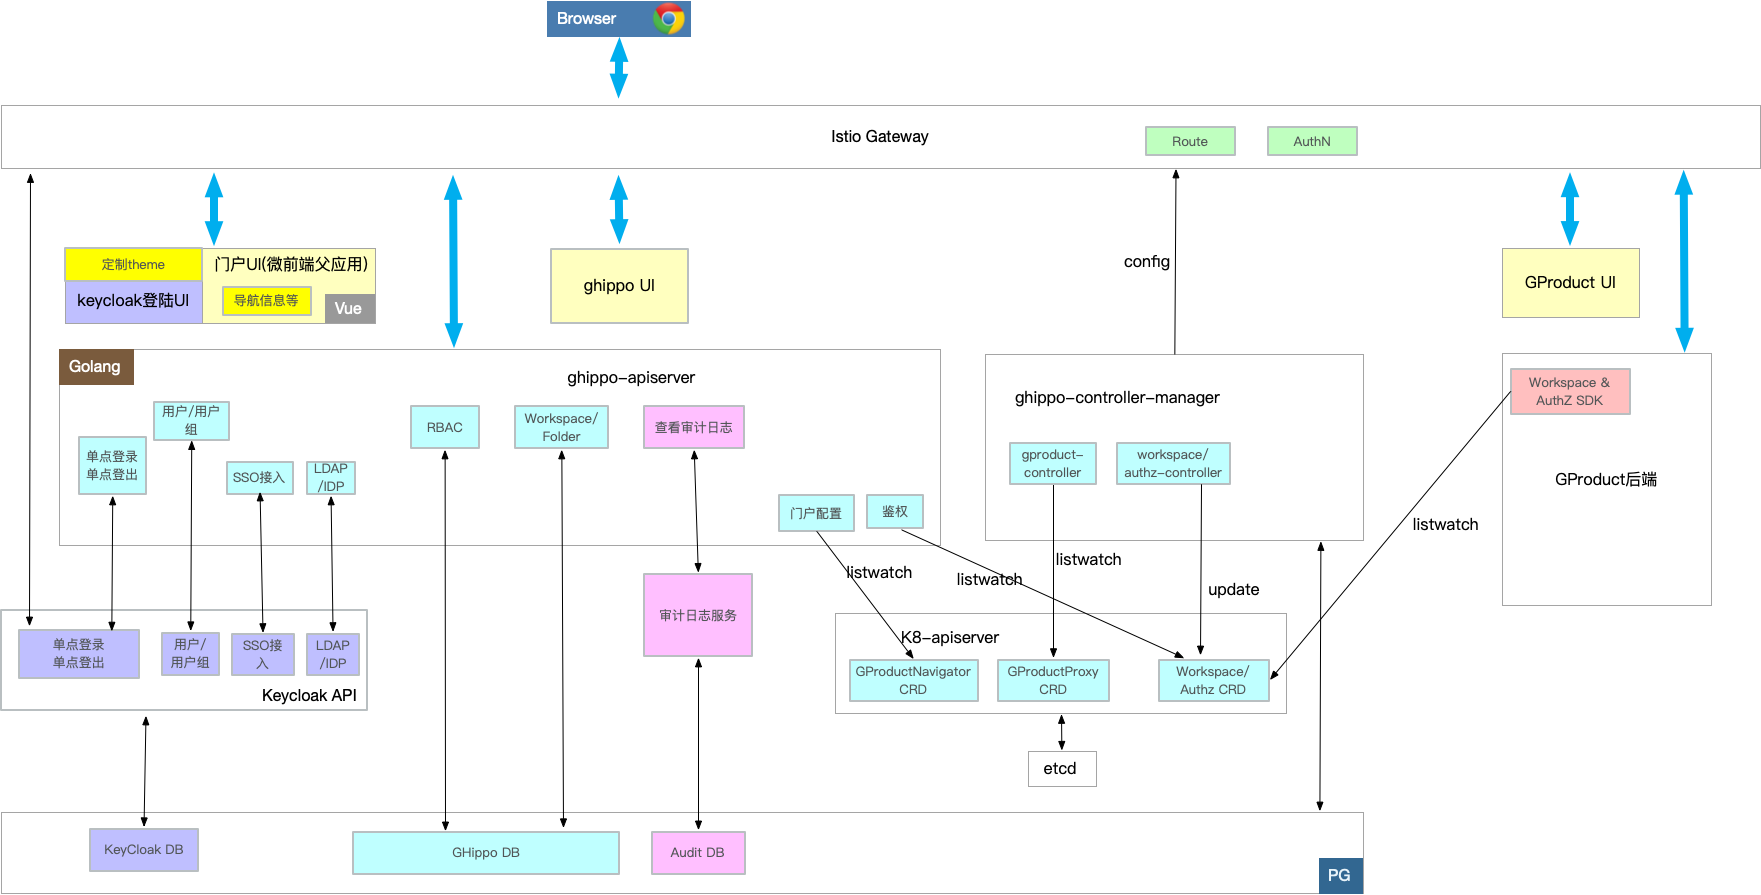 Browser
Istio Gateway
Route
AuthN
config
定制theme
门户UI(微前端父应用)
keycloak登陆UI
导航信息等
Vue
ghippo UI
GProduct UI
Golang
ghippo-apiserver
用户/用户
组
单点登录
单点登出
SSO接入
LDAP
/IDP
RBAC
Workspace/
Folder
查看审计日志
门户配置
鉴权
ghippo-controller-manager
gproduct-
controller
workspace/
authz-controller
Workspace &
AuthZ SDK
GProduct后端
listwatch
listwatch
listwatch
listwatch
update
单点登录
单点登出
用户/
用户组
SSO接
入
LDAP
/IDP
Keycloak API
审计日志服务
K8-apiserver
GProductNavigator
CRD
GProductProxy
CRD
Workspace/
Authz CRD
etcd
KeyCloak DB
GHippo DB
Audit DB
PG